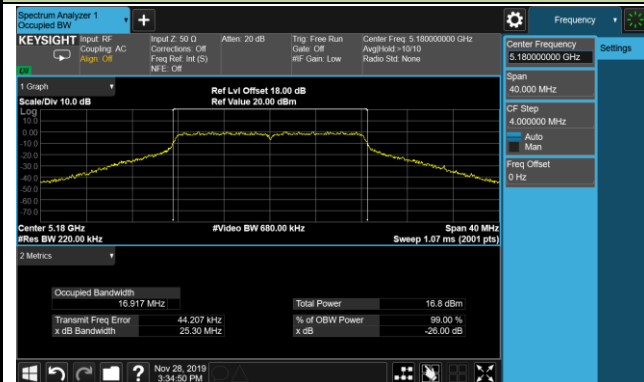 Spectrum Analyzer 1
Occupied BW
Frequency
KEYSIGHT
Input: RF
Coupling: AC
Align: Off
Input Z: 50 Ω
Corrections: Off
Freq Ref: Int (S)
NFE: Off
Atten: 20 dB
Trig: Free Run
Gate: Off
#IF Gain: Low
Center Freq: 5.180000000 GHz
Avg|Hold:>10/10
Radio Std: None
Center Frequency
5.180000000 GHz
Settings
Span
40.000 MHz
CF Step
4.000000 MHz
Auto
Man
Freq Offset
0 Hz
1 Graph
Scale/Div 10.0 dB
Ref Lvl Offset 18.00 dB
Ref Value 20.00 dBm
Log
10.0
0.00
-10.0
-20.0
-30.0
-40.0
-50.0
-60.0
-70.0
Center 5.18 GHz
#Video BW 680.00 kHz
Span 40 MHz
#Res BW 220.00 kHz
Sweep 1.07 ms (2001 pts)
2 Metrics
Occupied Bandwidth
16.917 MHz
Total Power 16.8 dBm
Transmit Freq Error 44.207 kHz
% of OBW Power 99.00 %
x dB Bandwidth 25.30 MHz
x dB -26.00 dB
?
Nov 28, 2019
3:34:50 PM